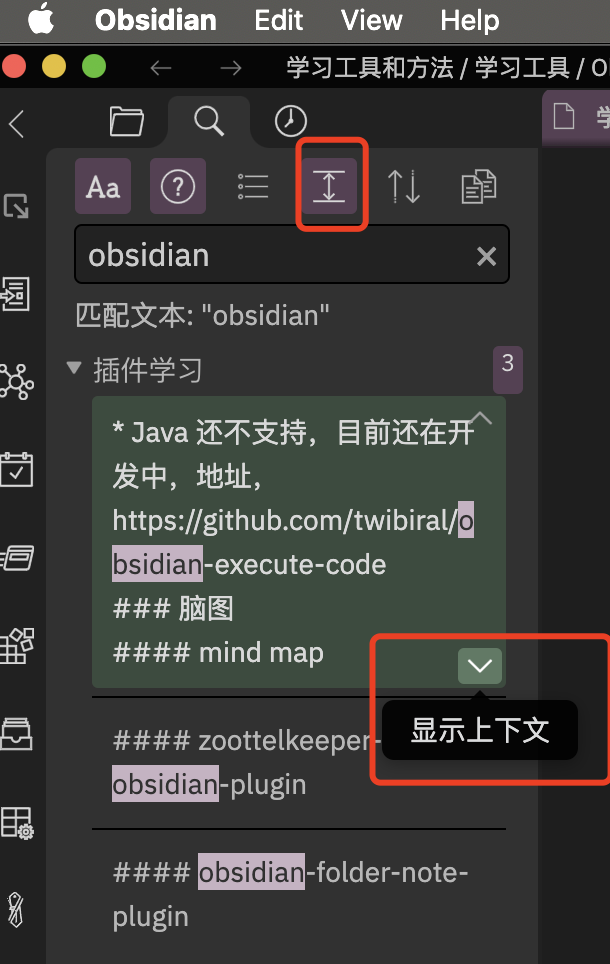 Obsidian Edit View Help
学习工具和方法 / 学习工具 / O
学
Aa
obsidian
匹配文本: "obsidian"
插件学习 3
* Java 还不支持，目前还在开
发中，地址，
https://github.com/twibiral/o
bsidian-execute-code
### 脑图
#### mind map
显示上下文
#### zoottelkeeper-
obsidian-plugin
#### obsidian-folder-note-
plugin